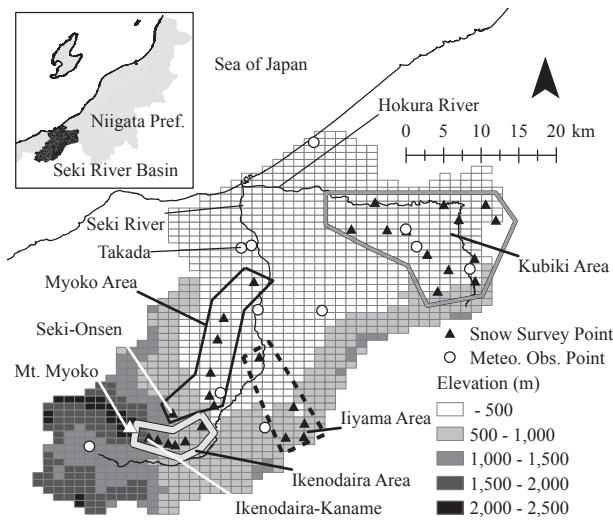 Sea of Japan
Niigata Pref.
Seki River Basin
Hokura River
0 5 10 15 20 km
Seki River
Takada
Myoko Area
Kubiki Area
Seki-Onsen
Mt. Myoko
Snow Survey Point
Meteo. Obs. Point
Elevation (m)
- 500
500 - 1,000
1,000 - 1,500
1,500 - 2,000
2,000 - 2,500
Iiyama Area
Ikenodaira Area
Ikenodaira-Kaname